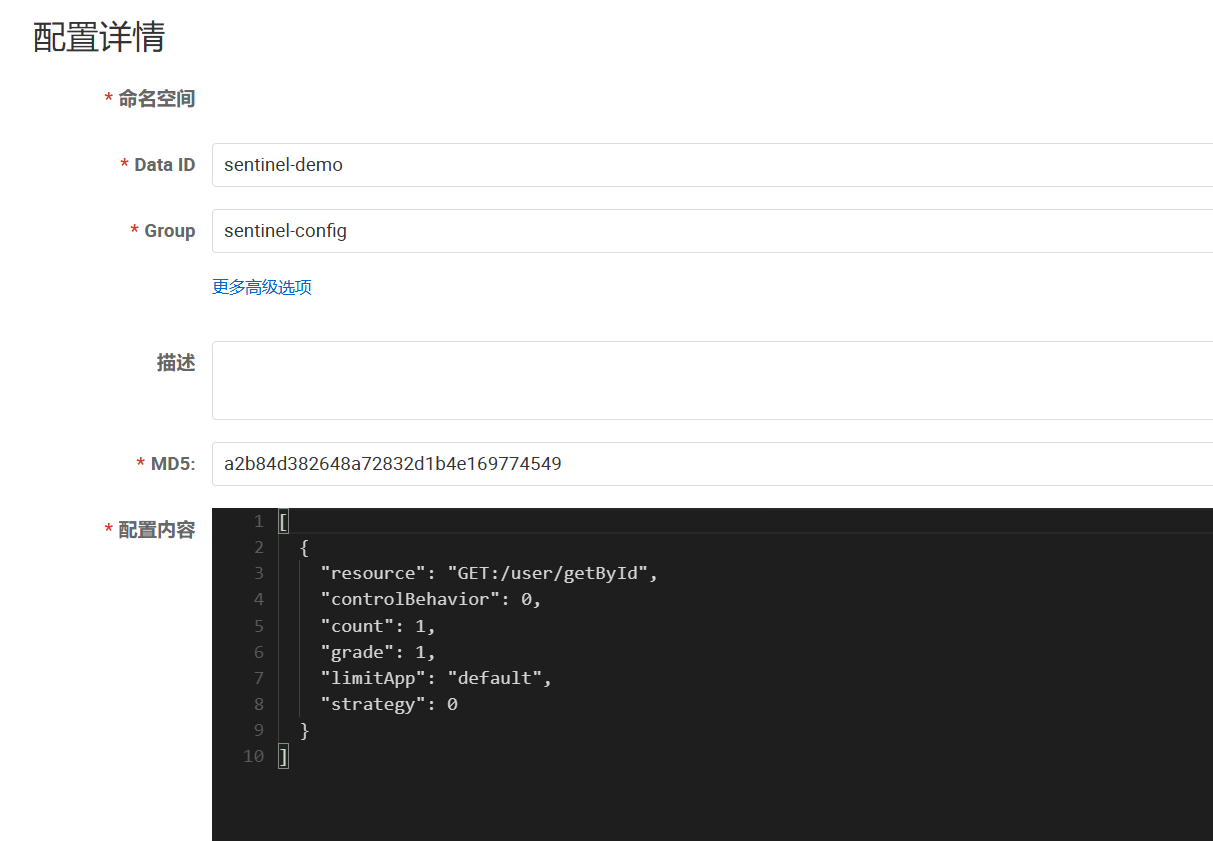 配置详情
* 命名空间
* Data ID sentinel-demo
* Group sentinel-config
更多高级选项
描述
* MD5: a2b84d382648a72832d1b4e169774549
* 配置内容
1 [
2 {
3 "resource": "GET:/user/getById",
4 "controlBehavior": 0,
5 "count": 1,
6 "grade": 1,
7 "limitApp": "default",
8 "strategy": 0
9 }
10 ]